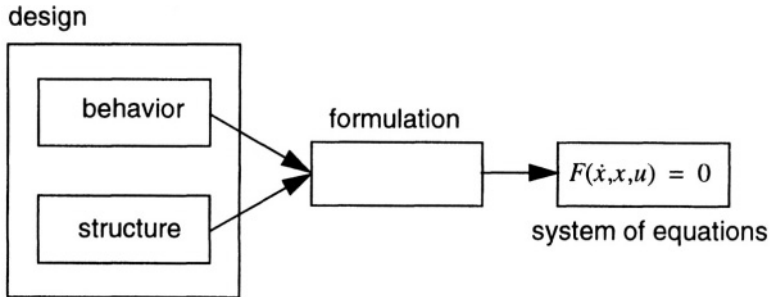 design
behavior
formulation
F(ẋ,x,u) = 0
structure
system of equations